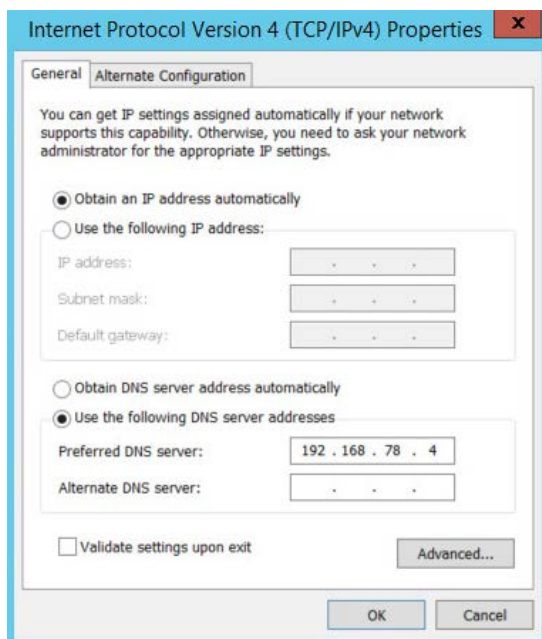 Internet Protocol Version 4 (TCP/IPv4) Properties
x
General
Alternate Configuration
You can get IP settings assigned automatically if your network
supports this capability. Otherwise, you need to ask your network
administrator for the appropriate IP settings.
Obtain an IP address automatically
Use the following IP address:
IP address: . . .
Subnet mask: . . .
Default gateway: . . .
Obtain DNS server address automatically
Use the following DNS server addresses
Preferred DNS server: 192 . 168 . 78 . 4
Alternate DNS server: . . .
Validate settings upon exit
Advanced...
OK
Cancel